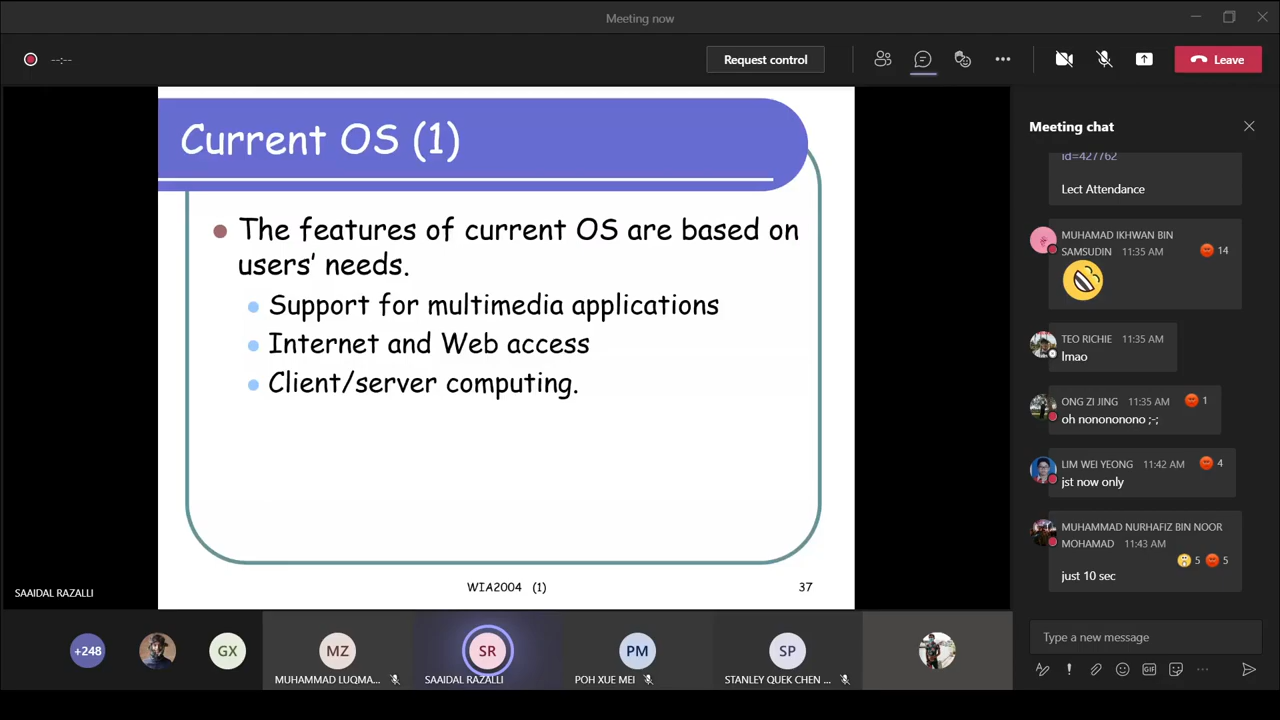 Meeting now
--:--
Request control
Leave
Current OS (1)
The features of current OS are based on
users’ needs.
Support for multimedia applications
Internet and Web access
Client/server computing.
WIA2004 (1)
37
SAAIDAL RAZALLI
Meeting chat
id=427762
Lect Attendance
MUHAMAD IKHWAN BIN
SAMSUDIN 11:35 AM
14
TEO RICHIE 11:35 AM
lmao
ONG ZI JING 11:35 AM
1
oh nonononono ;-;
LIM WEI YEONG 11:42 AM
4
jst now only
MUHAMMAD NURHAFIZ BIN NOOR
MOHAMAD 11:43 AM
5 5
just 10 sec
Type a new message
GIF
+248
GX
MZ
MUHAMMAD LUQMA...
SR
SAAIDAL RAZALLI
PM
POH XUE MEI
SP
STANLEY QUEK CHEN ...